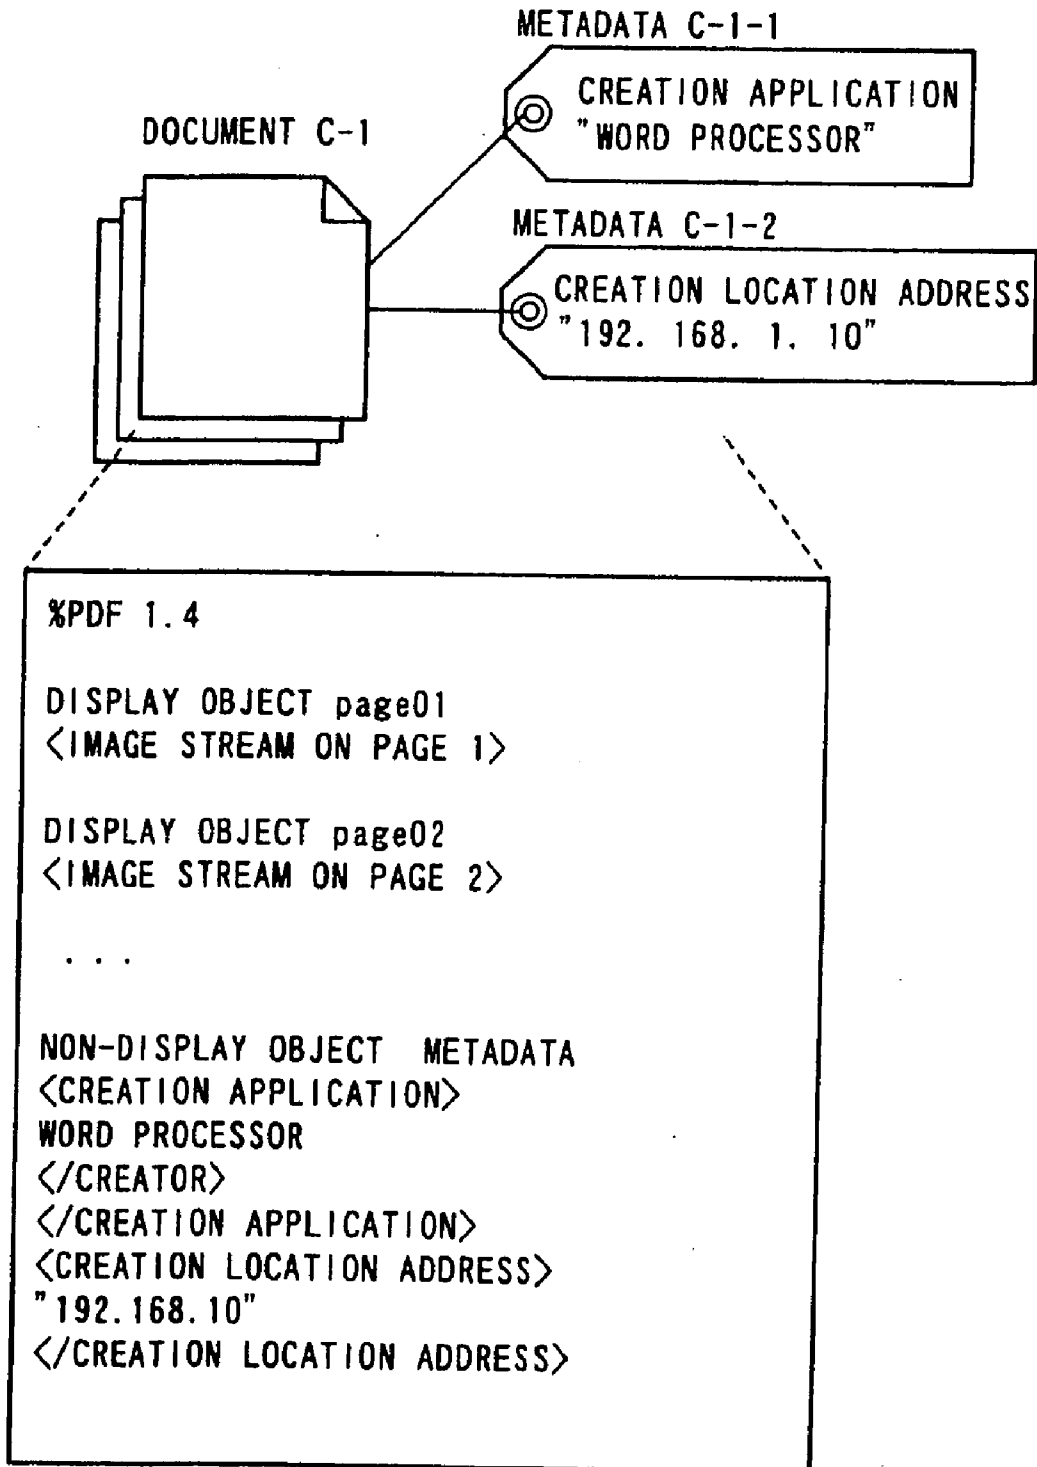 METADATA C-1-1
CREATION APPLICATION
"WORD PROCESSOR"
DOCUMENT C-1
METADATA C-1-2
CREATION LOCATION ADDRESS
"192. 168. 1. 10"
%PDF 1.4
DISPLAY OBJECT page01
<IMAGE STREAM ON PAGE 1>
DISPLAY OBJECT page02
<IMAGE STREAM ON PAGE 2>
...
NON-DISPLAY OBJECT METADATA
<CREATION APPLICATION>
WORD PROCESSOR
</CREATOR>
</CREATION APPLICATION>
<CREATION LOCATION ADDRESS>
"192.168.10"
</CREATION LOCATION ADDRESS>